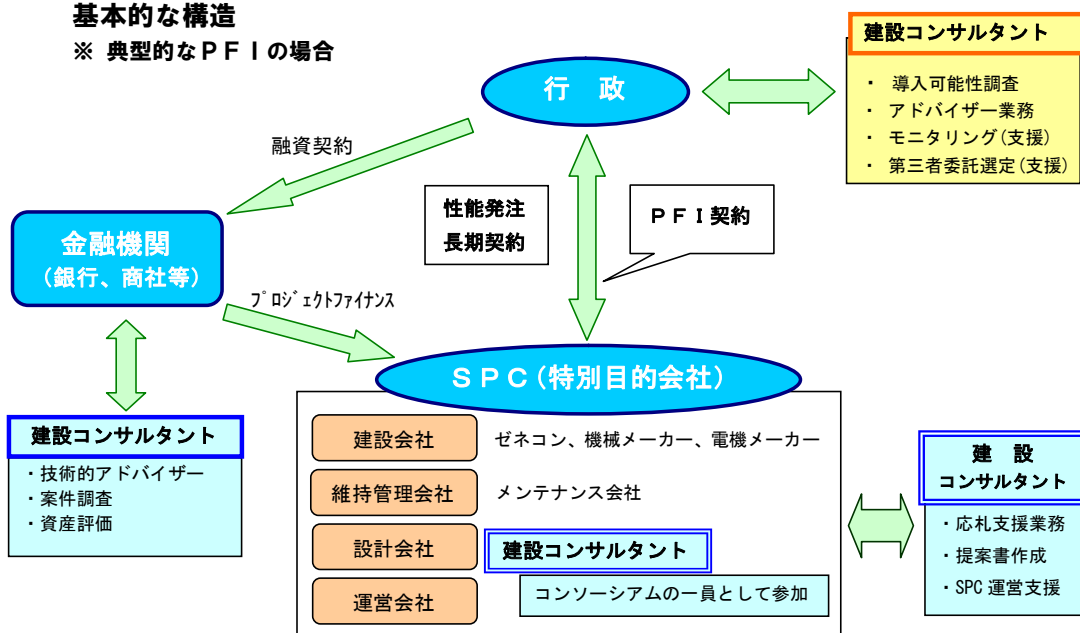 基本的な構造
※ 典型的なＰＦＩの場合
建設コンサルタント
・ 導入可能性調査
・ アドバイザー業務
・ モニタリング(支援)
・ 第三者委託選定(支援)
行 政
融資契約
性能発注
長期契約
ＰＦＩ契約
金融機関
（銀行、商社等）
ﾌﾟﾛｼﾞｪｸﾄﾌｧｲﾅﾝｽ
ＳＰＣ(特別目的会社)
建設コンサルタント
・技術的アドバイザー
・案件調査
・資産評価
建設会社 ゼネコン、機械メーカー、電機メーカー
維持管理会社 メンテナンス会社
設計会社 建設コンサルタント
運営会社 コンソーシアムの一員として参加
建 設
コンサルタント
・応札支援業務
・提案書作成
・SPC 運営支援